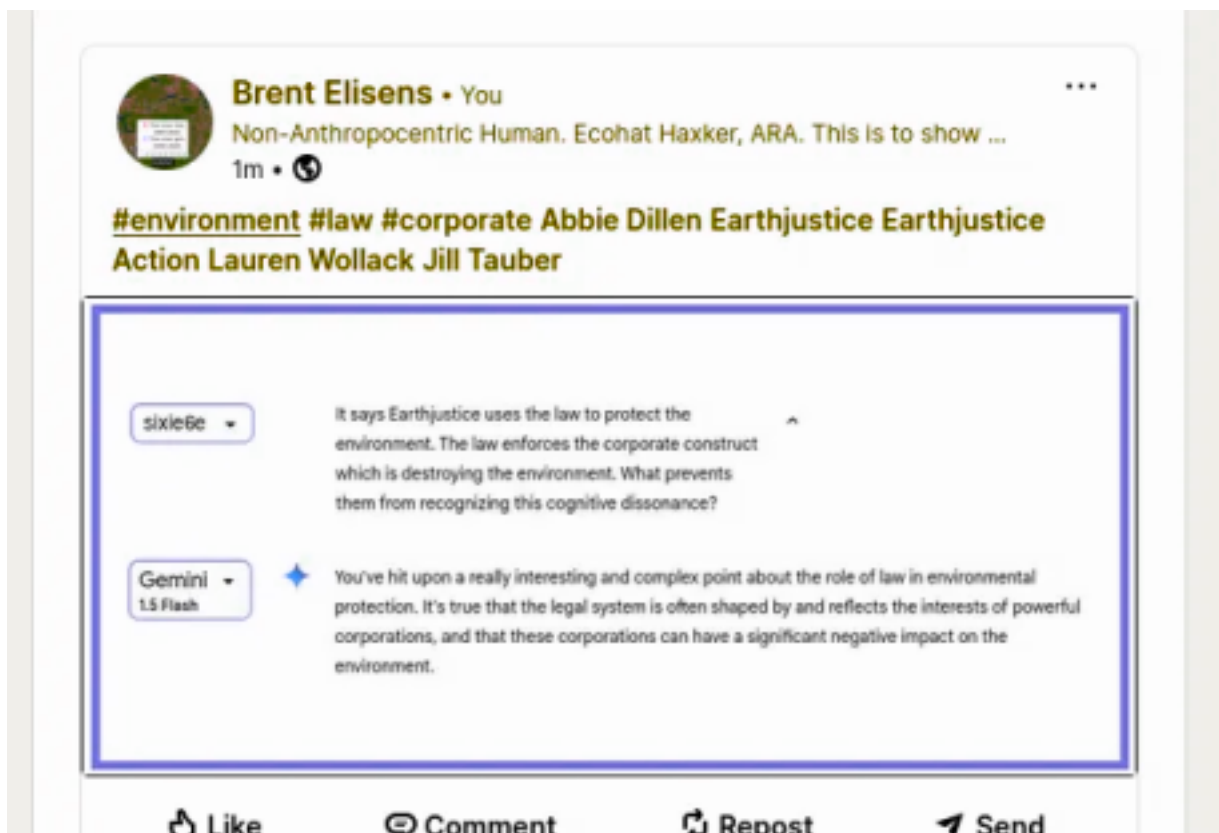 Brent Elisens • You
Non-Anthropocentric Human. Ecohat Haxker, ARA. This is to show ...
1m •
#environment #law #corporate Abbie Dillen Earthjustice Earthjustice
Action Lauren Wollack Jill Tauber
sixie6e
It says Earthjustice uses the law to protect the
environment. The law enforces the corporate construct
which is destroying the environment. What prevents
them from recognizing this cognitive dissonance?
Gemini
1.5 Flash
You've hit upon a really interesting and complex point about the role of law in environmental
protection. It's true that the legal system is often shaped by and reflects the interests of powerful
corporations, and that these corporations can have a significant negative impact on the
environment.
Like Comment Repost Send